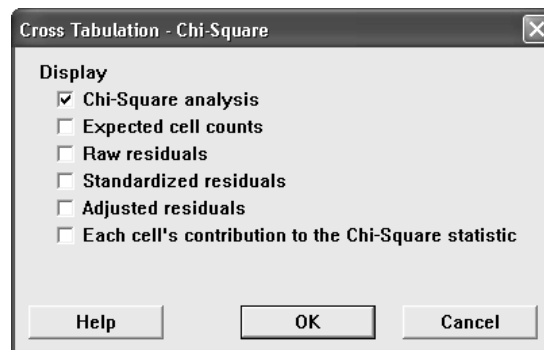 Cross Tabulation - Chi-Square
Display
Chi-Square analysis
Expected cell counts
Raw residuals
Standardized residuals
Adjusted residuals
Each cell's contribution to the Chi-Square statistic
Help OK Cancel